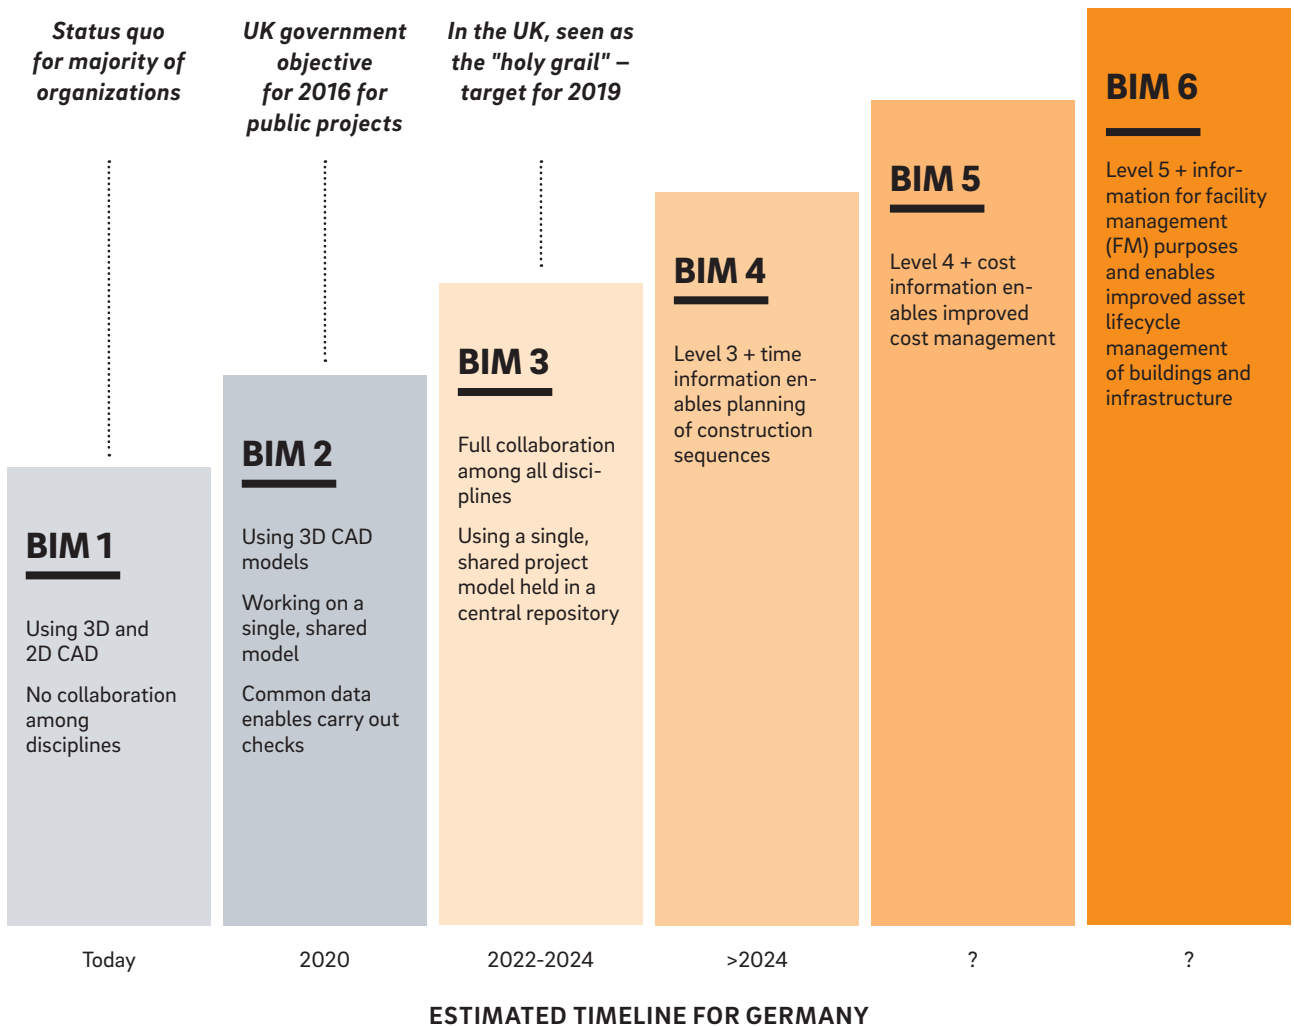 Status quo
for majority of
organizations
UK government
objective
for 2016 for
public projects
In the UK, seen as
the "holy grail" –
target for 2019
BIM 1
Using 3D and
2D CAD
No collaboration
among
disciplines
BIM 2
Using 3D CAD
models
Working on a
single, shared
model
Common data
enables carry out
checks
BIM 3
Full collaboration
among all disci-
plines
Using a single,
shared project
model held in a
central repository
BIM 4
Level 3 + time
information en-
ables planning
of construction
sequences
BIM 5
Level 4 + cost
information en-
ables improved
cost management
BIM 6
Level 5 + infor-
mation for facility
management
(FM) purposes
and enables
improved asset
lifecycle
management
of buildings and
infrastructure
Today
2020
2022-2024
>2024
?
?
ESTIMATED TIMELINE FOR GERMANY